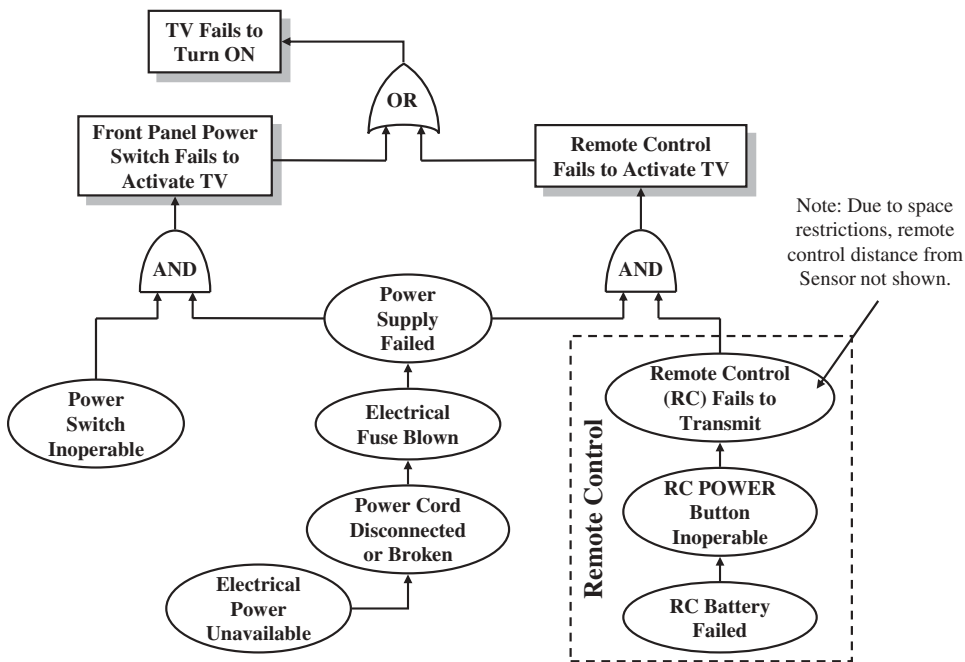 TV Fails to
Turn ON
OR
Front Panel Power
Switch Fails to
Activate TV
Remote Control
Fails to Activate TV
Note: Due to space
restrictions, remote
control distance from
Sensor not shown.
AND
AND
Power
Supply
Failed
Power
Switch
Inoperable
Electrical
Fuse Blown
Power Cord
Disconnected
or Broken
Electrical
Power
Unavailable
Remote Control
Remote Control
(RC) Fails to
Transmit
RC POWER
Button
Inoperable
RC Battery
Failed